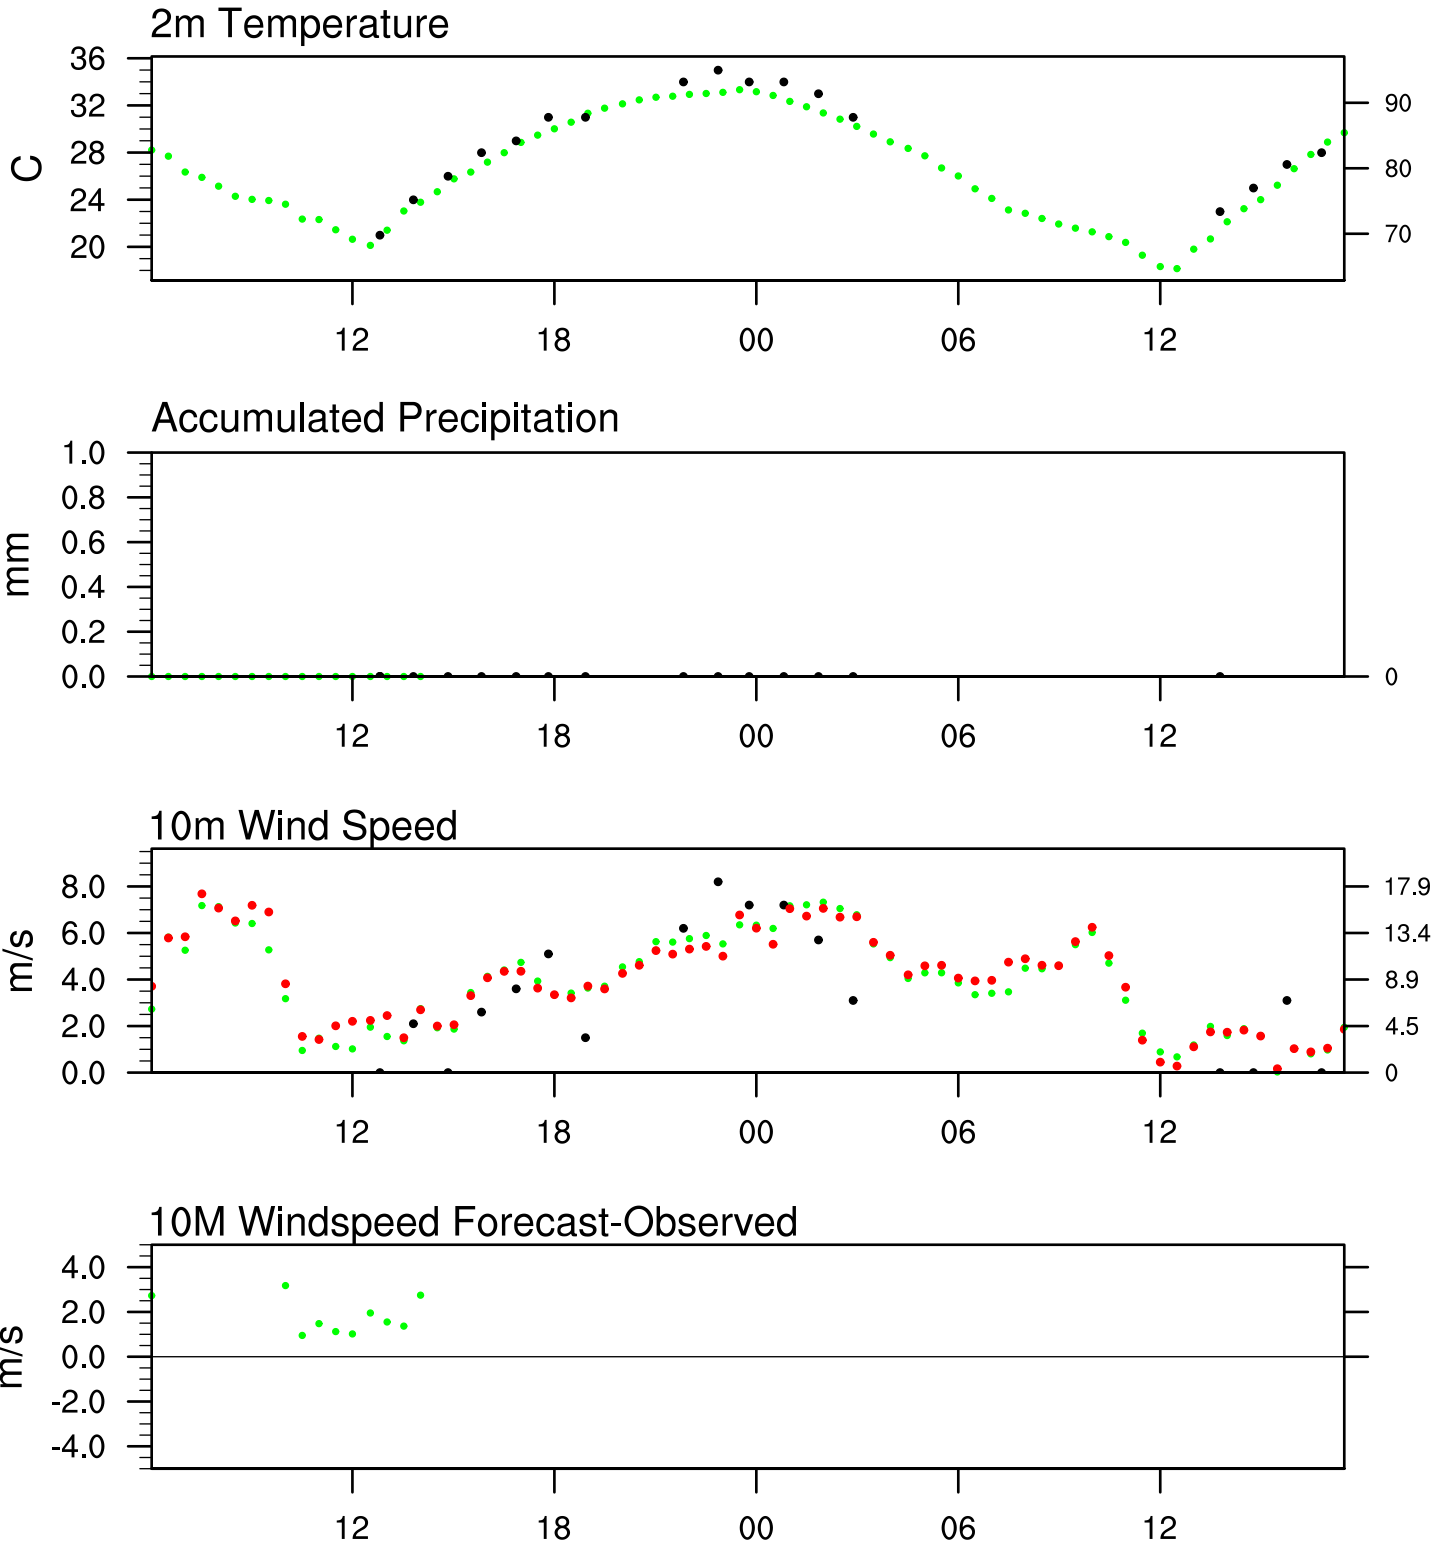 2m Temperature
36
32
28
24
20
C
90
80
70
12 18 00 06 12
Accumulated Precipitation
1.0
0.8
0.6
0.4
0.2
0.0
mm
0
12 18 00 06 12
10m Wind Speed
8.0
6.0
4.0
2.0
0.0
m/s
17.9
13.4
8.9
4.5
0
12 18 00 06 12
10M Windspeed Forecast-Observed
4.0
2.0
0.0
-2.0
-4.0
m/s
12 18 00 06 12